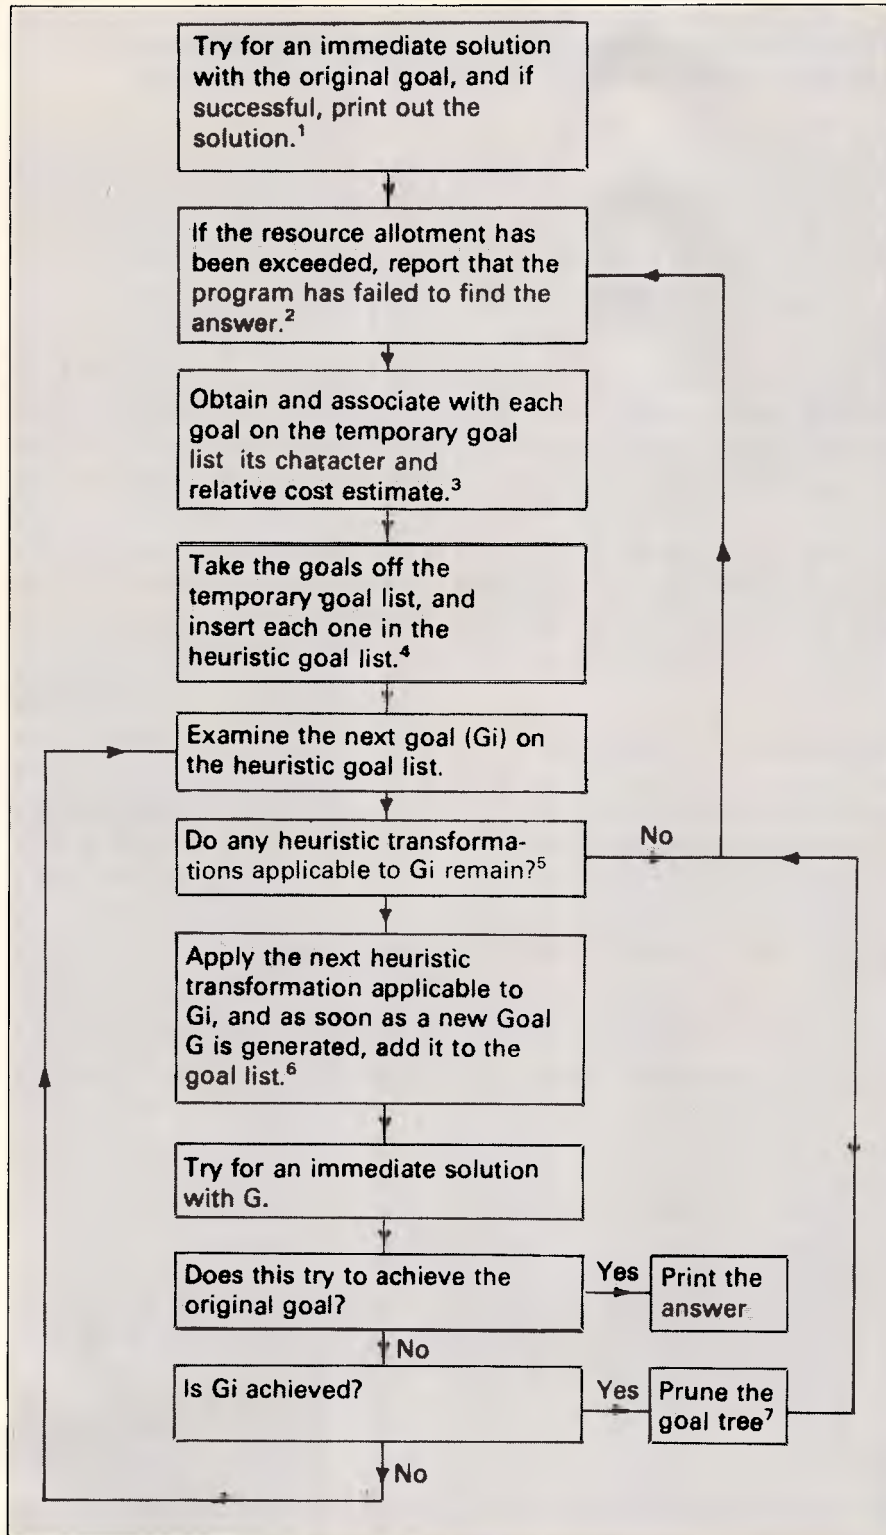 Try for an immediate solution
with the original goal, and if
successful, print out the
solution.¹
If the resource allotment has
been exceeded, report that the
program has failed to find the
answer.²
Obtain and associate with each
goal on the temporary goal
list its character and
relative cost estimate.³
Take the goals off the
temporary goal list, and
insert each one in the
heuristic goal list.⁴
Examine the next goal (Gi) on
the heuristic goal list.
Do any heuristic transforma-
tions applicable to Gi remain?⁵
No
Apply the next heuristic
transformation applicable to
Gi, and as soon as a new Goal
G is generated, add it to the
goal list.⁶
Try for an immediate solution
with G.
Does this try to achieve the
original goal?
Yes
Print the
answer
No
Is Gi achieved?
Yes
Prune the
goal tree⁷
No